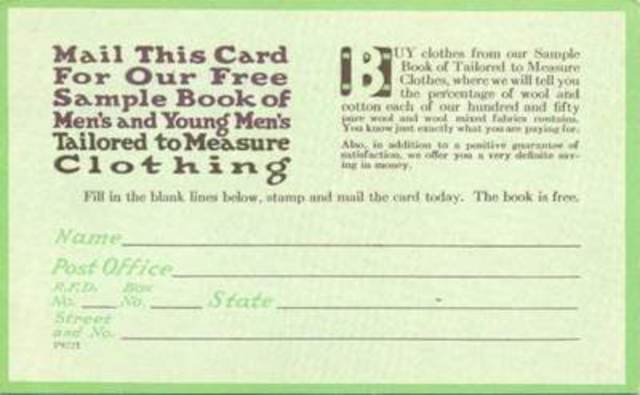 Mail This Card
For Our Free
Sample Book of
Men's and Young Men's
Tailored to Measure
Clothing
BUY clothes from our Sample
Book of Tailored to Measure
Clothes, where we will tell you
the percentage of wool and
cotton each of our hundred and fifty
pure wool and wool mixed fabrics contains.
You know just exactly what you are paying for.
Also, in addition to a positive guarantee of
satisfaction, we offer you a very definite sav-
ing in money.
Fill in the blank lines below, stamp and mail the card today. The book is free.
Name
Post Office
R.F.D. No. Box No. State
Street
and No.